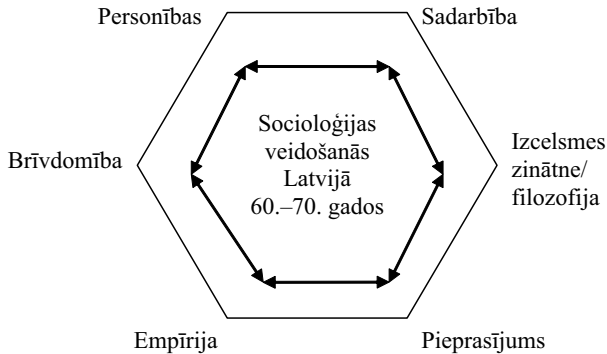 Personības
Sadarbība
Socioloģijas
veidošanās
Latvijā
60.–70. gados
Brīvdomība
Izcelsmes
zinātne/
filozofija
Empīrija
Pieprasījums